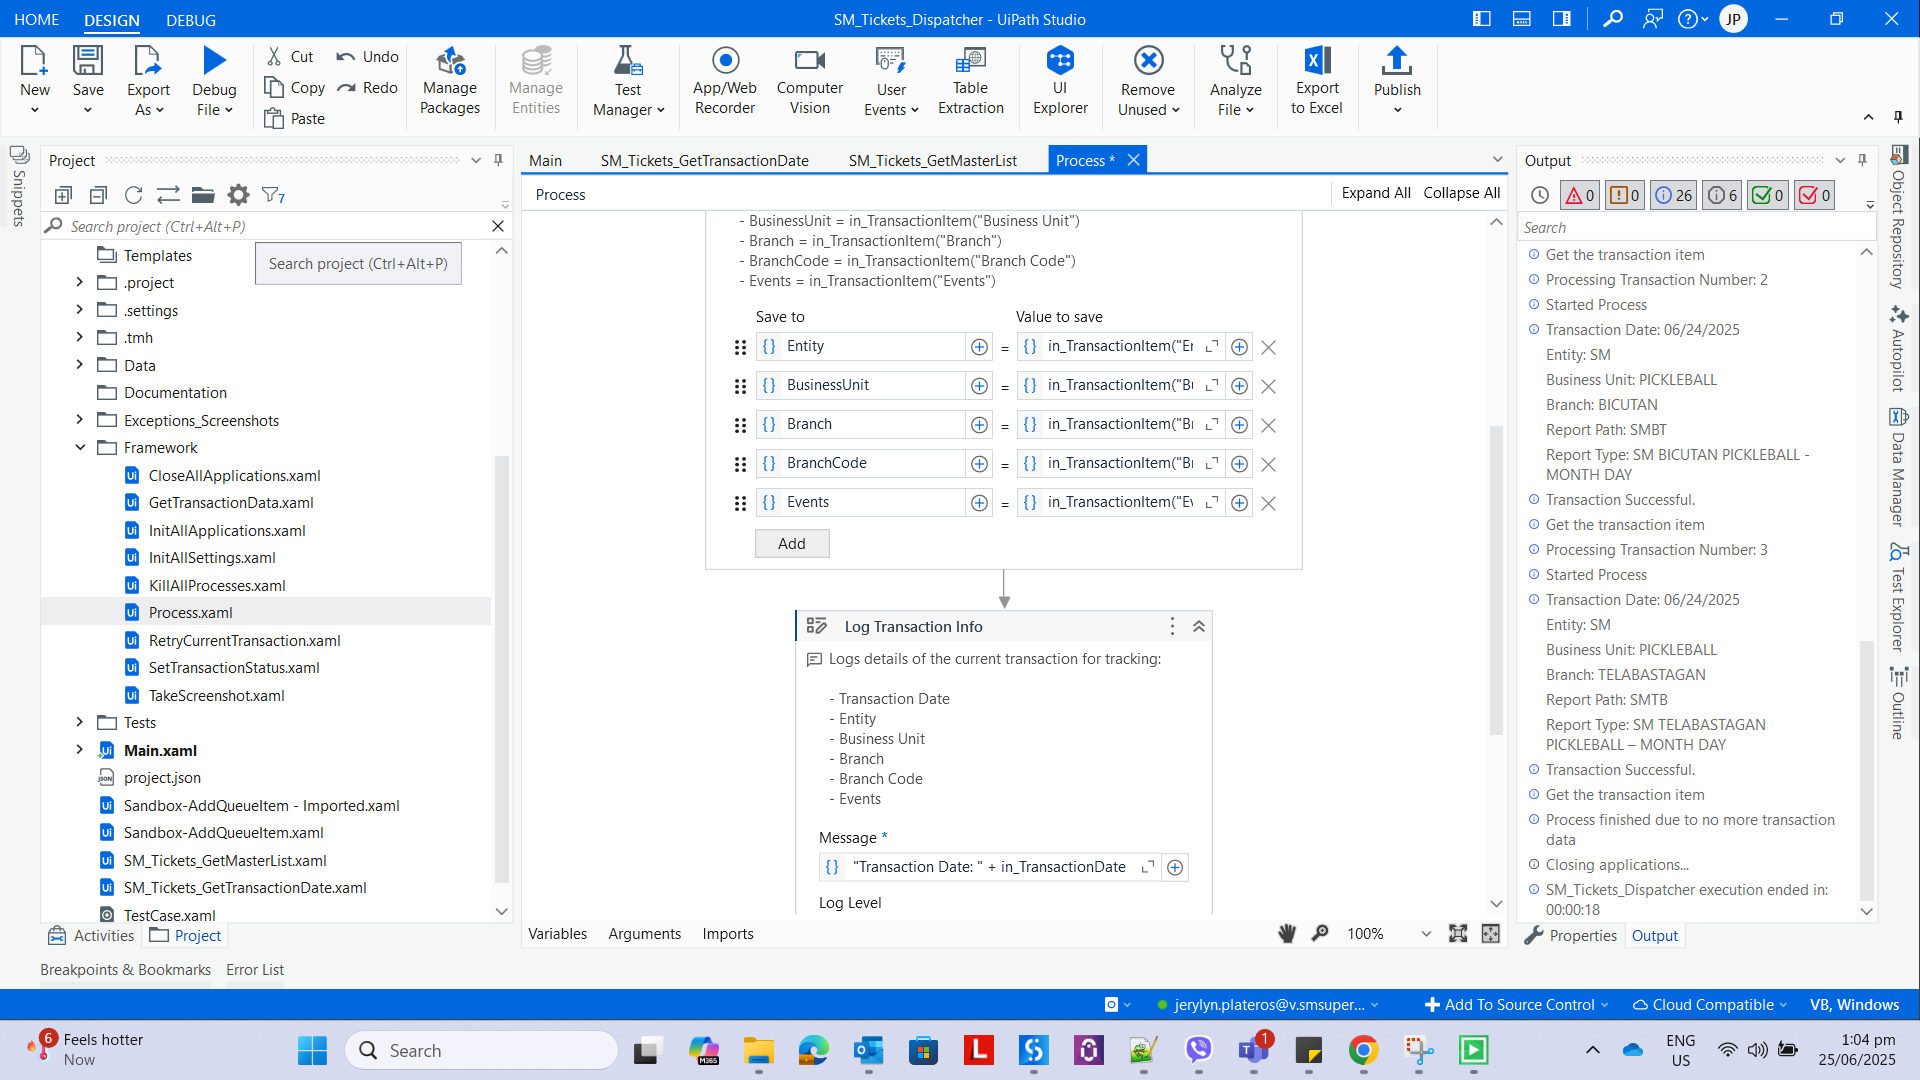 HOME
DESIGN
DEBUG
SM_Tickets_Dispatcher - UiPath Studio
JP
New
Save
Export
As
Debug
File
Cut
Copy
Paste
Undo
Redo
Manage
Packages
Manage
Entities
Test
Manager
App/Web
Recorder
Computer
Vision
User
Events
Table
Extraction
UI
Explorer
Remove
Unused
Analyze
File
Export
to Excel
Publish
Snippets
Project
7
Search project (Ctrl+Alt+P)
Search project (Ctrl+Alt+P)
Templates
.project
.settings
.tmh
Data
Documentation
Exceptions_Screenshots
Framework
CloseAllApplications.xaml
GetTransactionData.xaml
InitAllApplications.xaml
InitAllSettings.xaml
KillAllProcesses.xaml
Process.xaml
RetryCurrentTransaction.xaml
SetTransactionStatus.xaml
TakeScreenshot.xaml
Tests
Main.xaml
project.json
Sandbox-AddQueueItem - Imported.xaml
Sandbox-AddQueueItem.xaml
SM_Tickets_GetMasterList.xaml
SM_Tickets_GetTransactionDate.xaml
TestCase.xaml
Activities
Project
Breakpoints & Bookmarks
Error List
Main
SM_Tickets_GetTransactionDate
SM_Tickets_GetMasterList
Process *
Process
Expand All
Collapse All
- BusinessUnit = in_TransactionItem("Business Unit")
- Branch = in_TransactionItem("Branch")
- BranchCode = in_TransactionItem("Branch Code")
- Events = in_TransactionItem("Events")
Save to
Value to save
Entity = in_TransactionItem("Er
BusinessUnit = in_TransactionItem("Bu
Branch = in_TransactionItem("Br
BranchCode = in_TransactionItem("Br
Events = in_TransactionItem("Ev
Add
Log Transaction Info
Logs details of the current transaction for tracking:
- Transaction Date
- Entity
- Business Unit
- Branch
- Branch Code
- Events
Message *
"Transaction Date: " + in_TransactionDate
Log Level
Variables
Arguments
Imports
100%
Output
0
0
26
6
0
0
Search
Get the transaction item
Processing Transaction Number: 2
Started Process
Transaction Date: 06/24/2025
Entity: SM
Business Unit: PICKLEBALL
Branch: BICUTAN
Report Path: SMBT
Report Type: SM BICUTAN PICKLEBALL -
MONTH DAY
Transaction Successful.
Get the transaction item
Processing Transaction Number: 3
Started Process
Transaction Date: 06/24/2025
Entity: SM
Business Unit: PICKLEBALL
Branch: TELABASTAGAN
Report Path: SMTB
Report Type: SM TELABASTAGAN
PICKLEBALL – MONTH DAY
Transaction Successful.
Get the transaction item
Process finished due to no more transaction
data
Closing applications...
SM_Tickets_Dispatcher execution ended in:
00:00:18
Properties
Output
Object Repository
Autopilot
Data Manager
Test Explorer
Outline
jerylyn.plateros@v.smsuper...
Add To Source Control
Cloud Compatible
VB, Windows
6
Feels hotter
Now
Search
M365
1
ENG
US
1:04 pm
25/06/2025